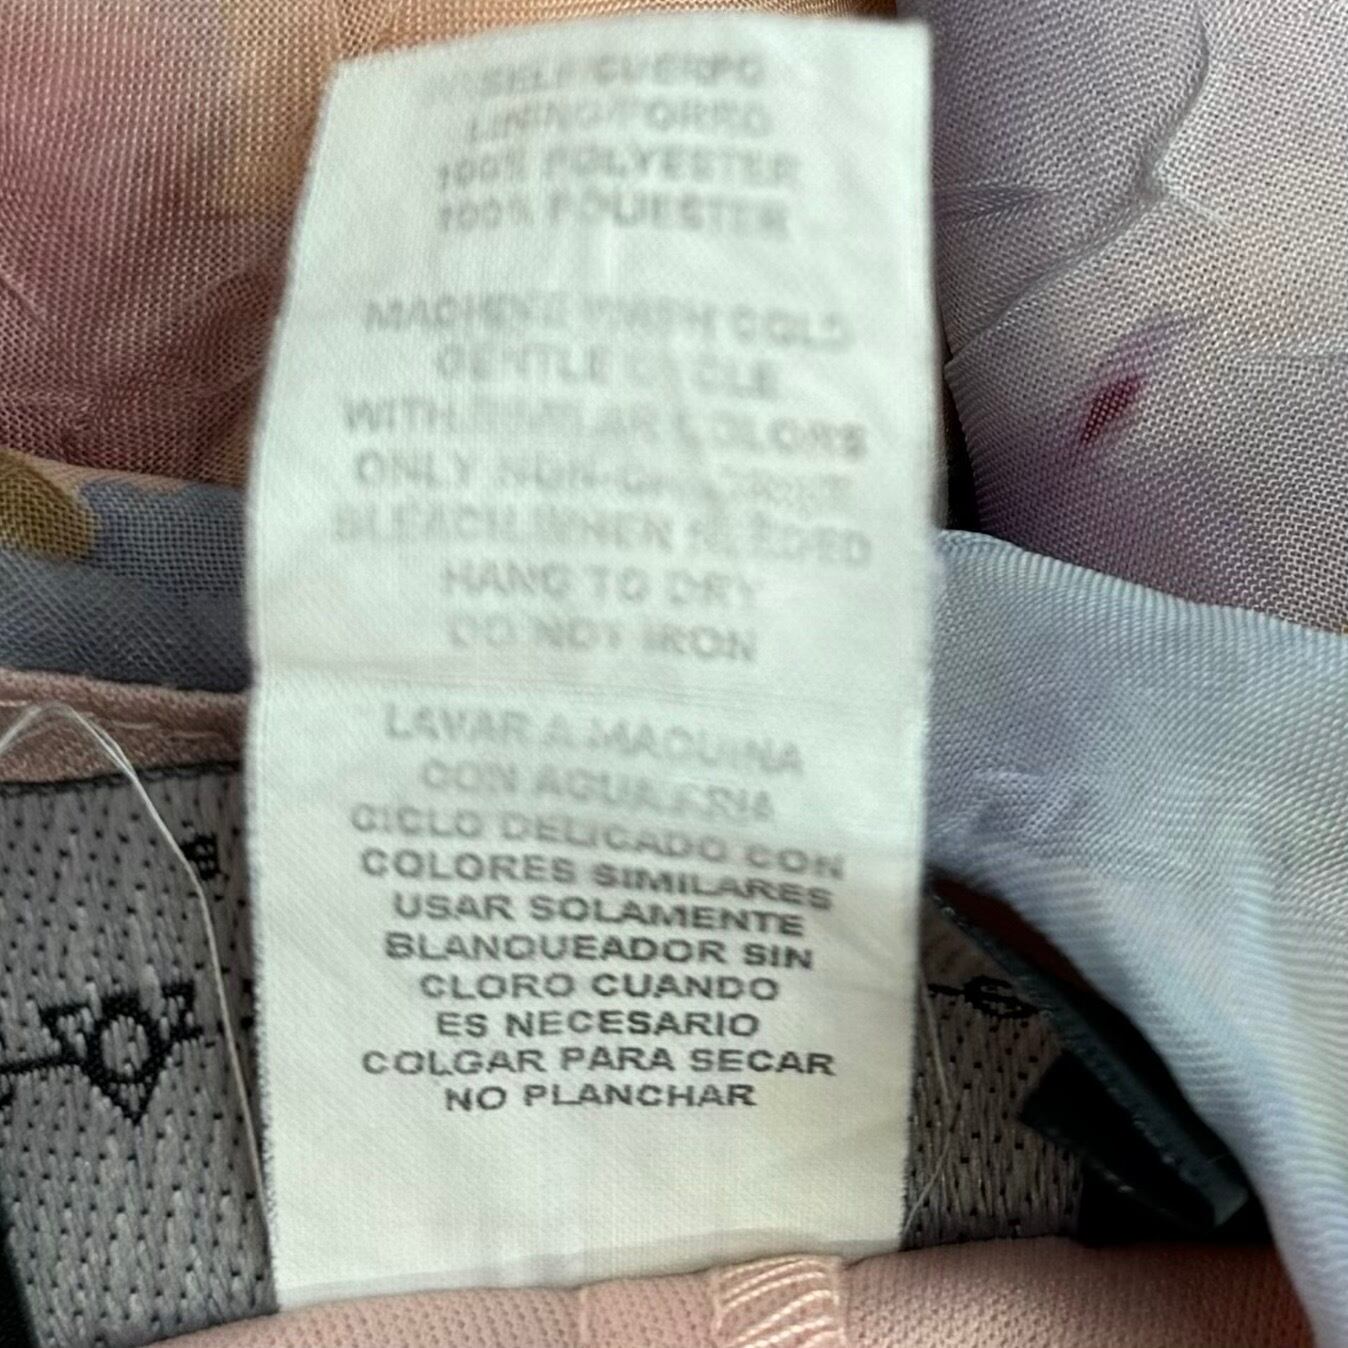 SELF/CUERPO
LINING/FORRO
100% POLYESTER
100% POLIESTER
MACHINE WASH COLD
GENTLE CYCLE
WITH SIMILAR COLORS
ONLY NON-CHLORINE
BLEACH WHEN NEEDED
HANG TO DRY
DO NOT IRON
LAVAR A MAQUINA
CON AGUA FRIA
CICLO DELICADO CON
COLORES SIMILARES
USAR SOLAMENTE
BLANQUEADOR SIN
CLORO CUANDO
ES NECESARIO
COLGAR PARA SECAR
NO PLANCHAR